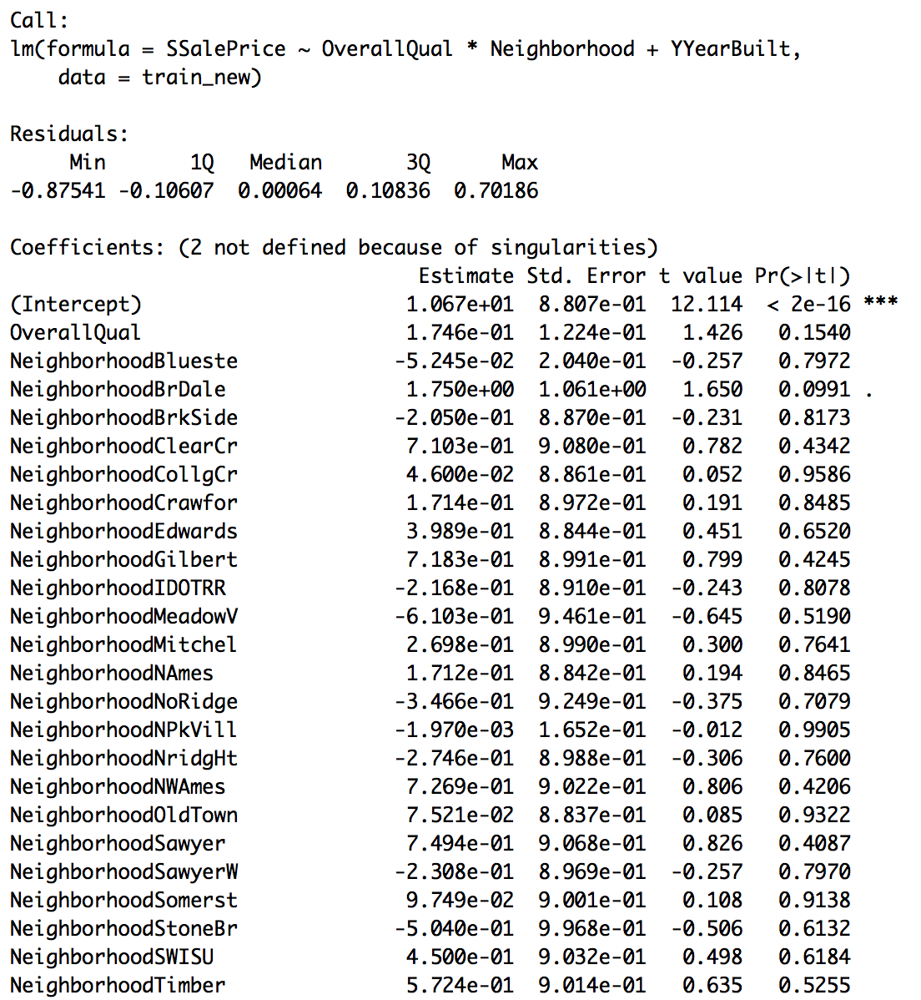 Call:
lm(formula = SSalePrice ~ OverallQual * Neighborhood + YYearBuilt,
    data = train_new)

Residuals:
     Min       1Q   Median       3Q      Max
-0.87541 -0.10607  0.00064  0.10836  0.70186

Coefficients: (2 not defined because of singularities)
                                  Estimate Std. Error t value Pr(>|t|)
(Intercept)                      1.067e+01  8.807e-01  12.114  < 2e-16 ***
OverallQual                      1.746e-01  1.224e-01   1.426   0.1540
NeighborhoodBlueste             -5.245e-02  2.040e-01  -0.257   0.7972
NeighborhoodBrDale               1.750e+00  1.061e+00   1.650   0.0991 .
NeighborhoodBrkSide             -2.050e-01  8.870e-01  -0.231   0.8173
NeighborhoodClearCr              7.103e-01  9.080e-01   0.782   0.4342
NeighborhoodCollgCr              4.600e-02  8.861e-01   0.052   0.9586
NeighborhoodCrawfor              1.714e-01  8.972e-01   0.191   0.8485
NeighborhoodEdwards              3.989e-01  8.844e-01   0.451   0.6520
NeighborhoodGilbert              7.183e-01  8.991e-01   0.799   0.4245
NeighborhoodIDOTRR              -2.168e-01  8.910e-01  -0.243   0.8078
NeighborhoodMeadowV             -6.103e-01  9.461e-01  -0.645   0.5190
NeighborhoodMitchel              2.698e-01  8.990e-01   0.300   0.7641
NeighborhoodNAmes                1.712e-01  8.842e-01   0.194   0.8465
NeighborhoodNoRidge             -3.466e-01  9.249e-01  -0.375   0.7079
NeighborhoodNPkVill             -1.970e-03  1.652e-01  -0.012   0.9905
NeighborhoodNridgHt             -2.746e-01  8.988e-01  -0.306   0.7600
NeighborhoodNWAmes               7.269e-01  9.022e-01   0.806   0.4206
NeighborhoodOldTown              7.521e-02  8.837e-01   0.085   0.9322
NeighborhoodSawyer               7.494e-01  9.068e-01   0.826   0.4087
NeighborhoodSawyerW             -2.308e-01  8.969e-01  -0.257   0.7970
NeighborhoodSomerst              9.749e-02  9.001e-01   0.108   0.9138
NeighborhoodStoneBr             -5.040e-01  9.968e-01  -0.506   0.6132
NeighborhoodSWISU                4.500e-01  9.032e-01   0.498   0.6184
NeighborhoodTimber               5.724e-01  9.014e-01   0.635   0.5255